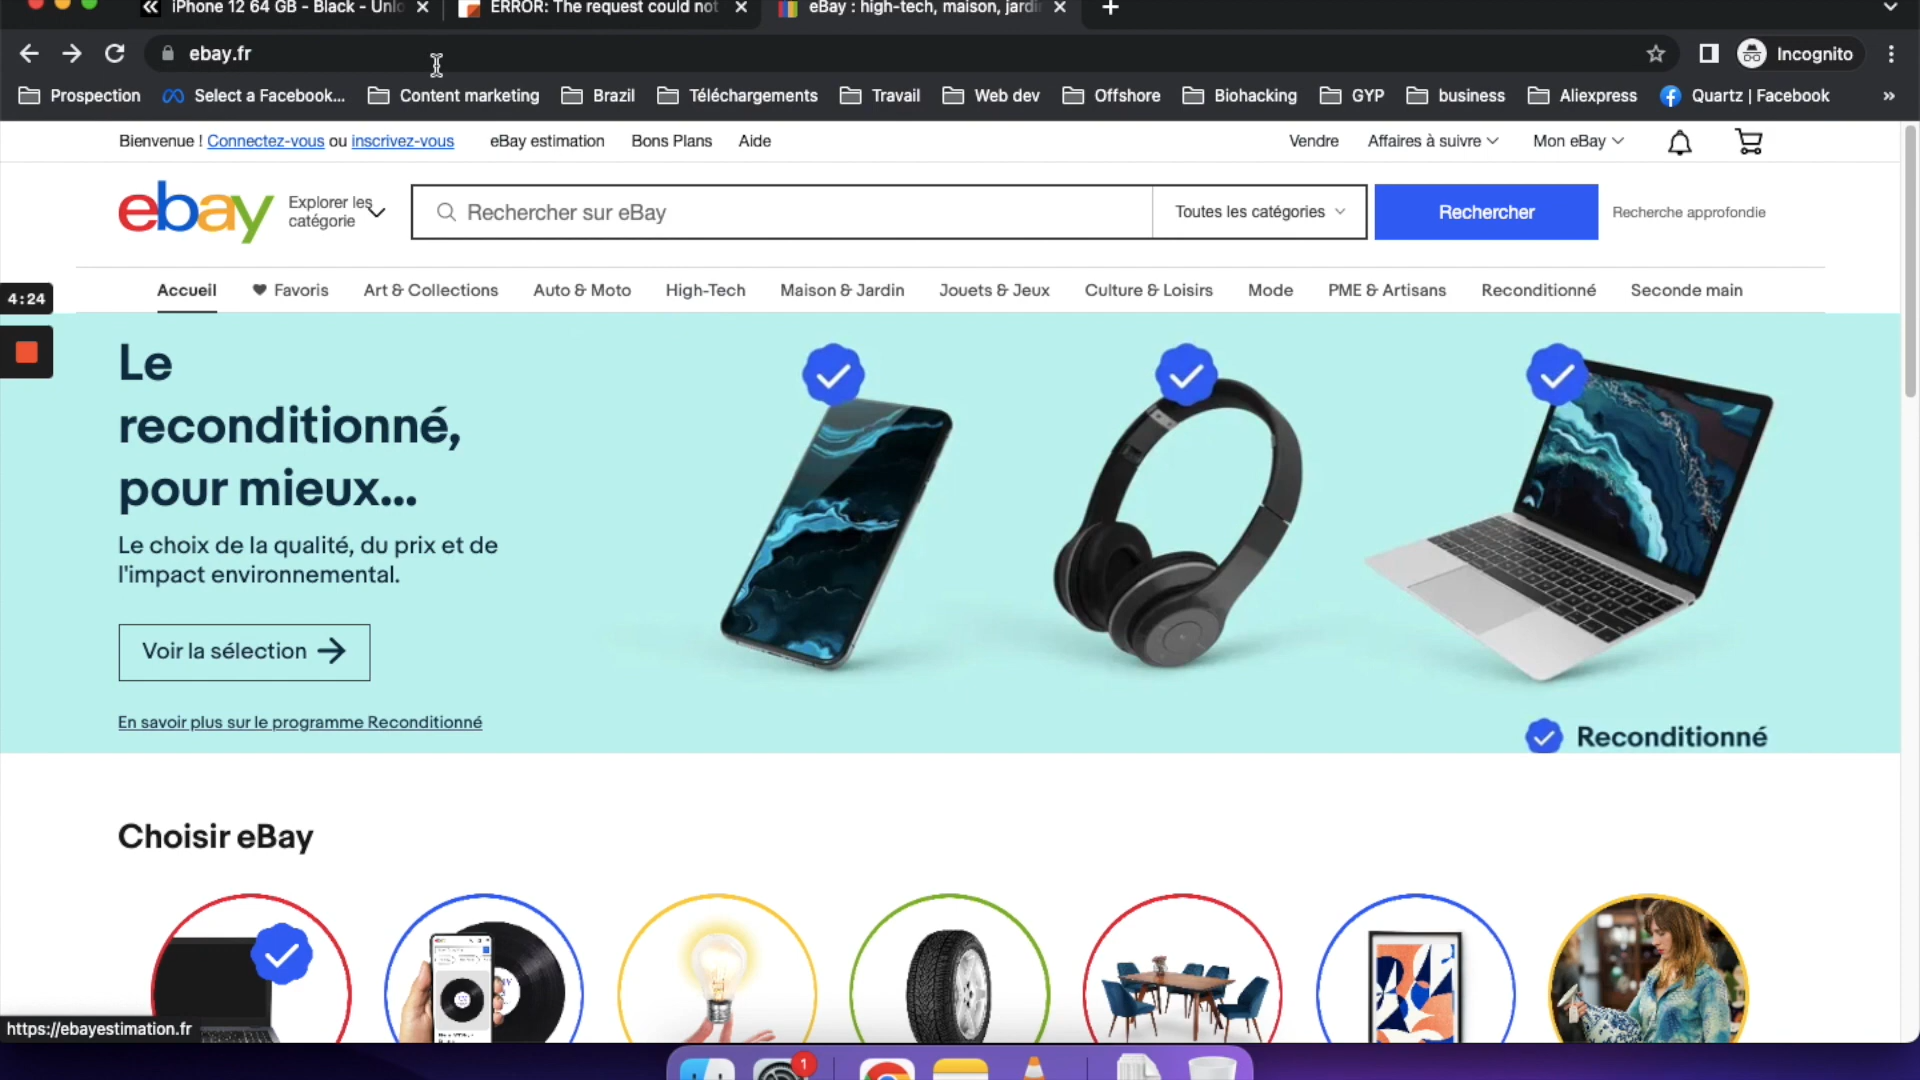 iPhone 12 64 GB - Black - Unlo
ERROR: The request could not
eBay : high-tech, maison, jardi
ebay.fr
Incognito
Prospection
Select a Facebook...
Content marketing
Brazil
Téléchargements
Travail
Web dev
Offshore
Biohacking
GYP
business
Aliexpress
Quartz | Facebook
»
Bienvenue ! Connectez-vous ou inscrivez-vous
eBay estimation
Bons Plans
Aide
Vendre
Affaires à suivre
Mon eBay
ebay
Explorer les
catégorie
Rechercher sur eBay
Toutes les catégories
Rechercher
Recherche approfondie
4:24
Accueil
Favoris
Art & Collections
Auto & Moto
High-Tech
Maison & Jardin
Jouets & Jeux
Culture & Loisirs
Mode
PME & Artisans
Reconditionné
Seconde main
Le
reconditionné,
pour mieux...
Le choix de la qualité, du prix et de
l'impact environnemental.
Voir la sélection
En savoir plus sur le programme Reconditionné
Reconditionné
Choisir eBay
https://ebayestimation.fr
1